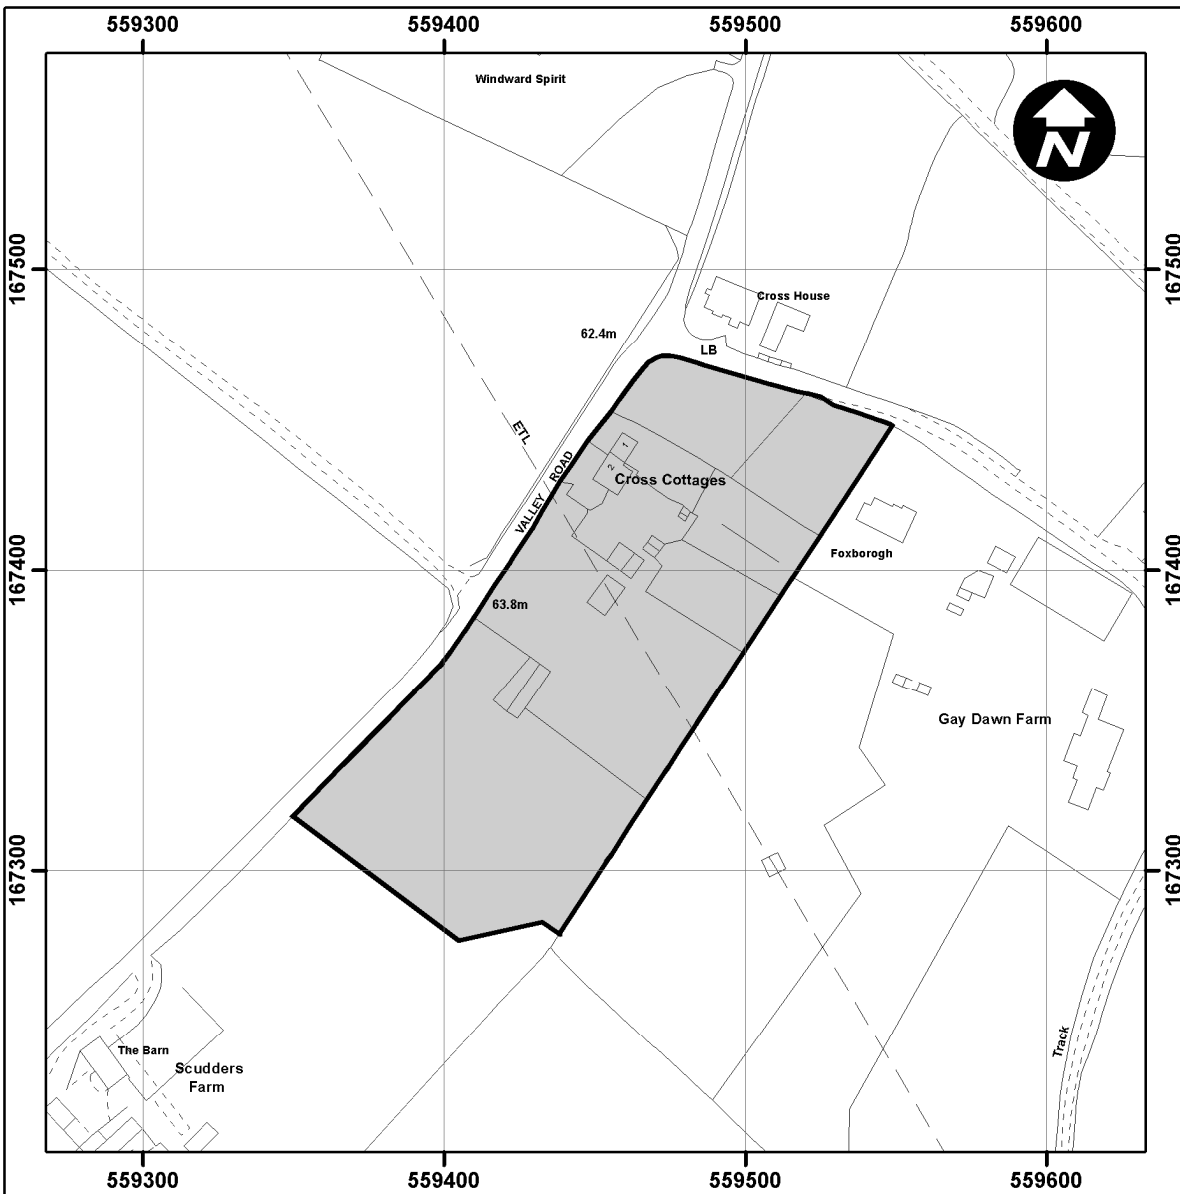 559300 559400 559500 559600
Windward Spirit
N
167500 167500
Cross House
62.4m
LB
ETL
VALLEY ROAD
1
2
Cross Cottages
Foxborogh
167400 167400
63.8m
Gay Dawn Farm
167300 167300
Track
The Barn
Scudders
Farm
559300 559400 559500 559600